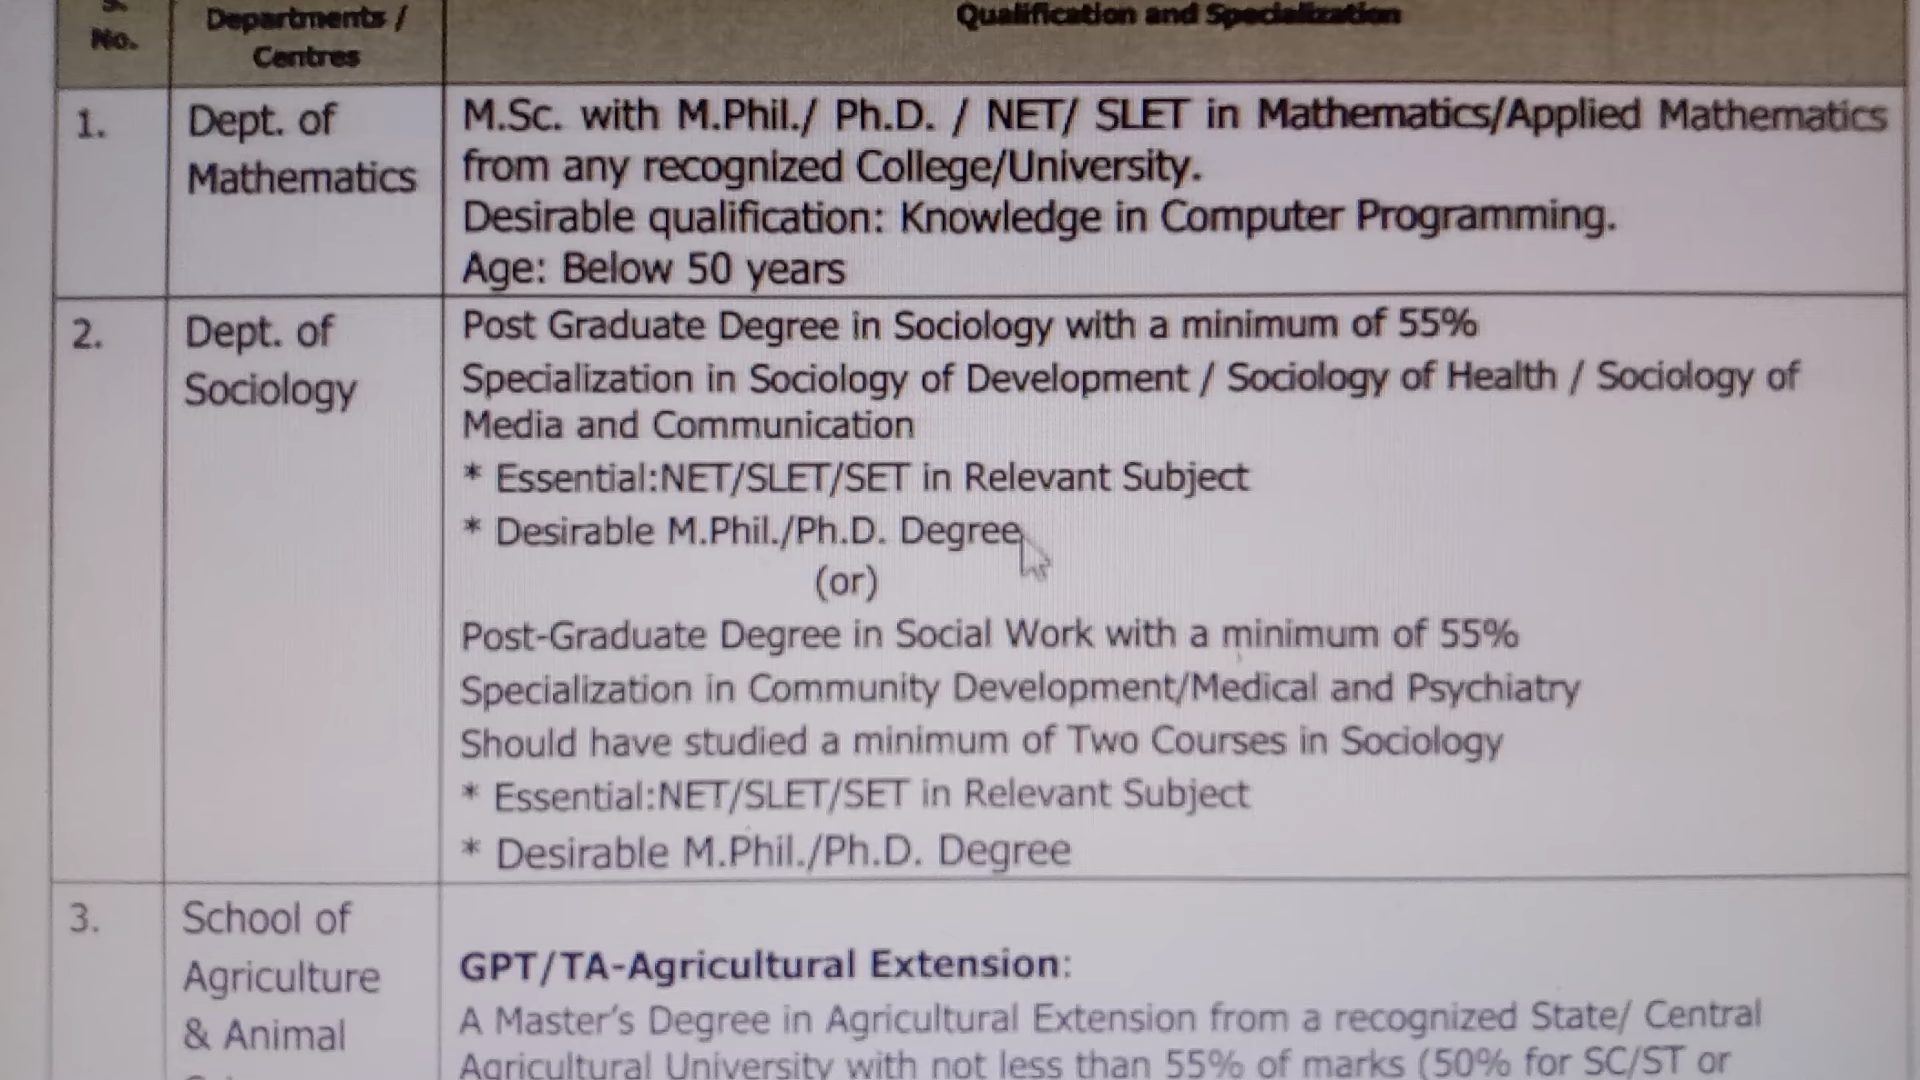 S.
No.
Departments /
Centres
Qualification and Specialization
1.
Dept. of
Mathematics
M.Sc. with M.Phil./ Ph.D. / NET/ SLET in Mathematics/Applied Mathematics
from any recognized College/University.
Desirable qualification: Knowledge in Computer Programming.
Age: Below 50 years
2.
Dept. of
Sociology
Post Graduate Degree in Sociology with a minimum of 55%
Specialization in Sociology of Development / Sociology of Health / Sociology of
Media and Communication
* Essential:NET/SLET/SET in Relevant Subject
* Desirable M.Phil./Ph.D. Degree
(or)
Post-Graduate Degree in Social Work with a minimum of 55%
Specialization in Community Development/Medical and Psychiatry
Should have studied a minimum of Two Courses in Sociology
* Essential:NET/SLET/SET in Relevant Subject
* Desirable M.Phil./Ph.D. Degree
3.
School of
Agriculture
& Animal
GPT/TA-Agricultural Extension:
A Master's Degree in Agricultural Extension from a recognized State/ Central
Agricultural University with not less than 55% of marks (50% for SC/ST or